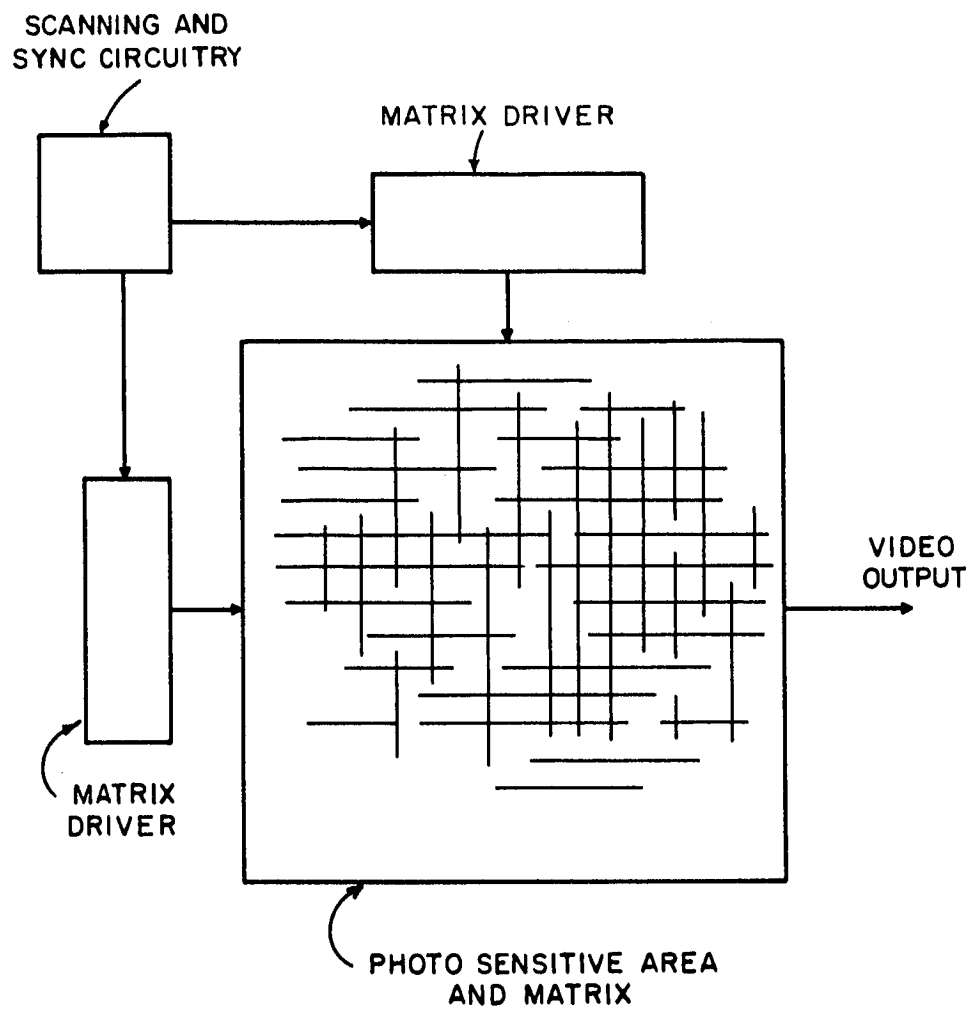 SCANNING AND
SYNC CIRCUITRY
MATRIX DRIVER
VIDEO
OUTPUT
MATRIX
DRIVER
PHOTO SENSITIVE AREA
AND MATRIX